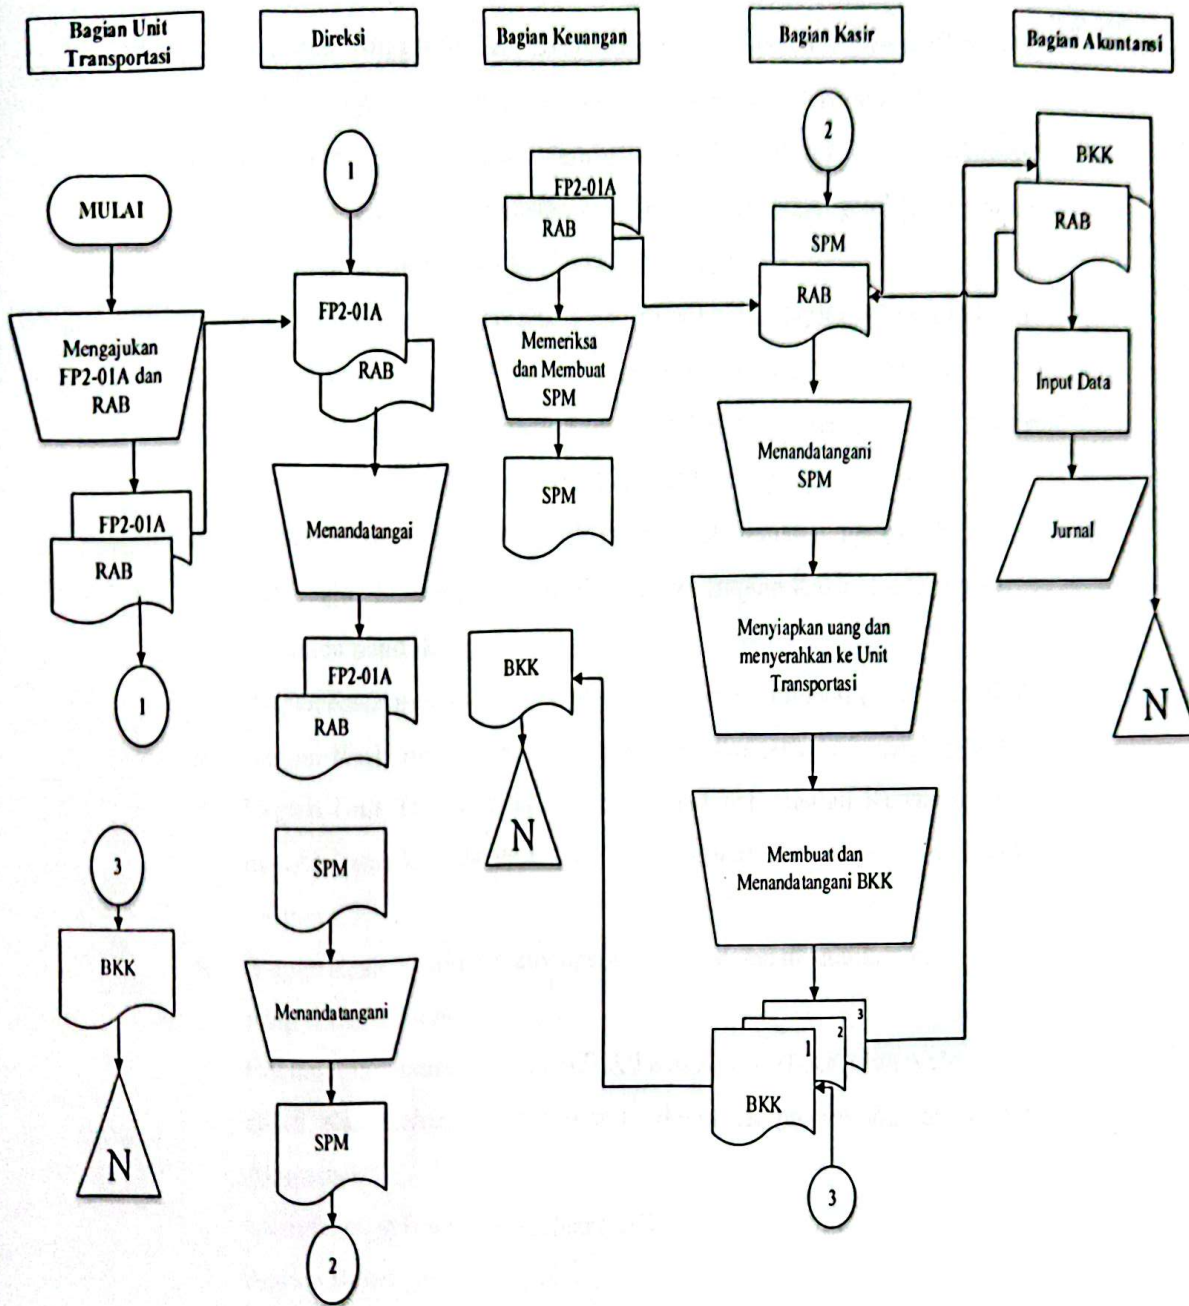 Bagian Unit
Transportasi
Direksi
Bagian Keuangan
Bagian Kasir
Bagian Akuntansi
MULAI
Mengajukan
FP2-01A dan
RAB
FP2-01A
RAB
1
3
BKK
N
1
FP2-01A
RAB
Menandatangai
FP2-01A
RAB
SPM
Menandatangani
SPM
2
FP2-01A
RAB
Memeriksa
dan Membuat
SPM
SPM
BKK
N
2
SPM
RAB
Menandatangani
SPM
Menyiapkan uang dan
menyerahkan ke Unit
Transportasi
Membuat dan
Menandatangani BKK
3
2
1
BKK
3
BKK
RAB
Input Data
Jurnal
N